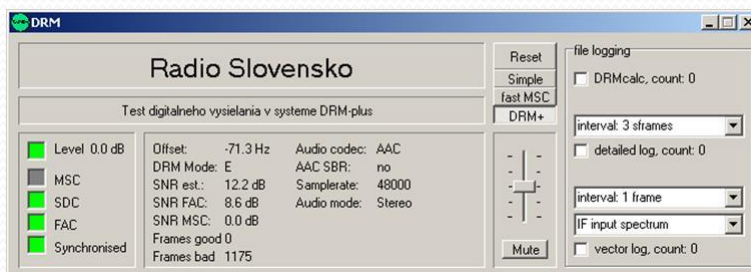 DRM
Radio Slovensko
Test digitalneho vysielania v systeme DRM-plus
Level 0.0 dB
MSC
SDC
FAC
Synchronised
Offset: -71.3 Hz Audio codec: AAC
DRM Mode: E AAC SBR: no
SNR est.: 12.2 dB Samplerate: 48000
SNR FAC: 8.6 dB Audio mode: Stereo
SNR MSC: 0.0 dB
Frames good 0
Frames bad 1175
Reset
Simple
fast MSC
DRM+
Mute
file logging
DRMcalc, count: 0
interval: 3 sframes
detailed log, count: 0
interval: 1 frame
IF input spectrum
vector log, count: 0